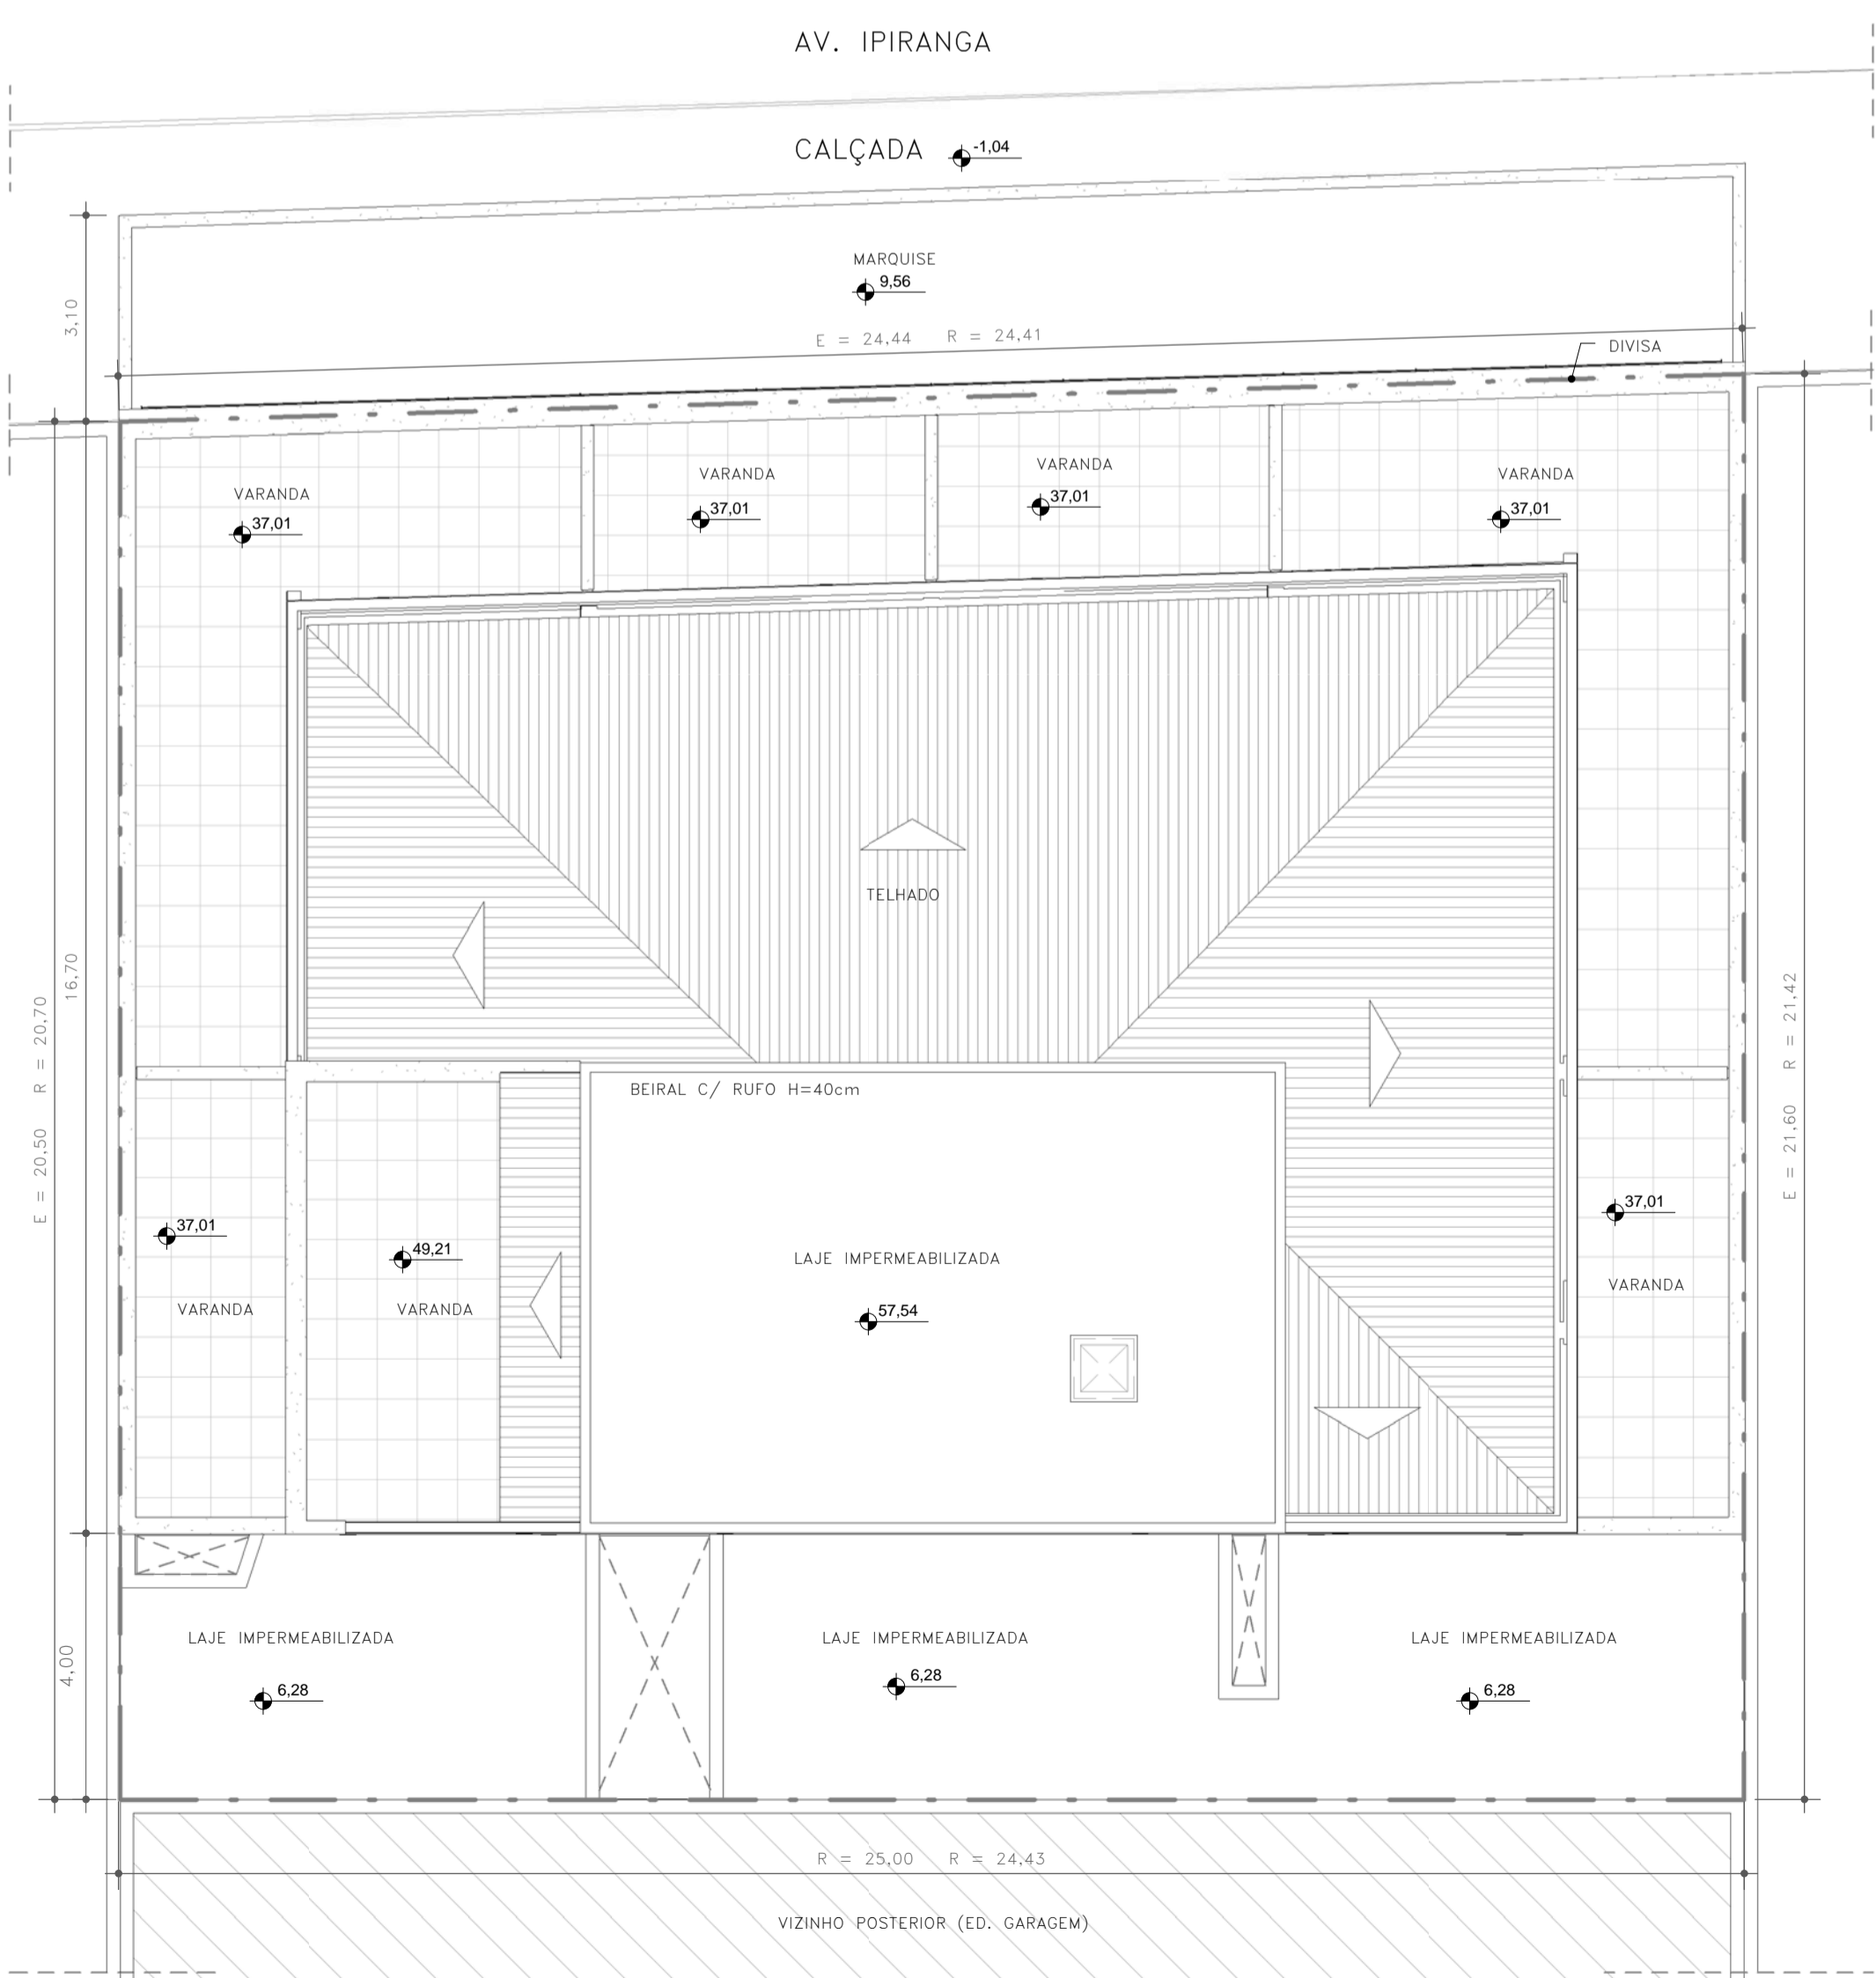 AV. IPIRANGA
CALÇADA
-1,04
MARQUISE
9,56
3,10
E = 24,44 R = 24,41
DIVISA
VARANDA
37,01
VARANDA
37,01
VARANDA
37,01
VARANDA
37,01
TELHADO
16,70
E = 20,50 R = 20,70
E = 21,60 R = 21,42
BEIRAL C/ RUFO H=40cm
37,01
VARANDA
49,21
VARANDA
LAJE IMPERMEABILIZADA
57,54
37,01
VARANDA
4,00
LAJE IMPERMEABILIZADA
6,28
LAJE IMPERMEABILIZADA
6,28
LAJE IMPERMEABILIZADA
6,28
R = 25,00 R = 24,43
VIZINHO POSTERIOR (ED. GARAGEM)